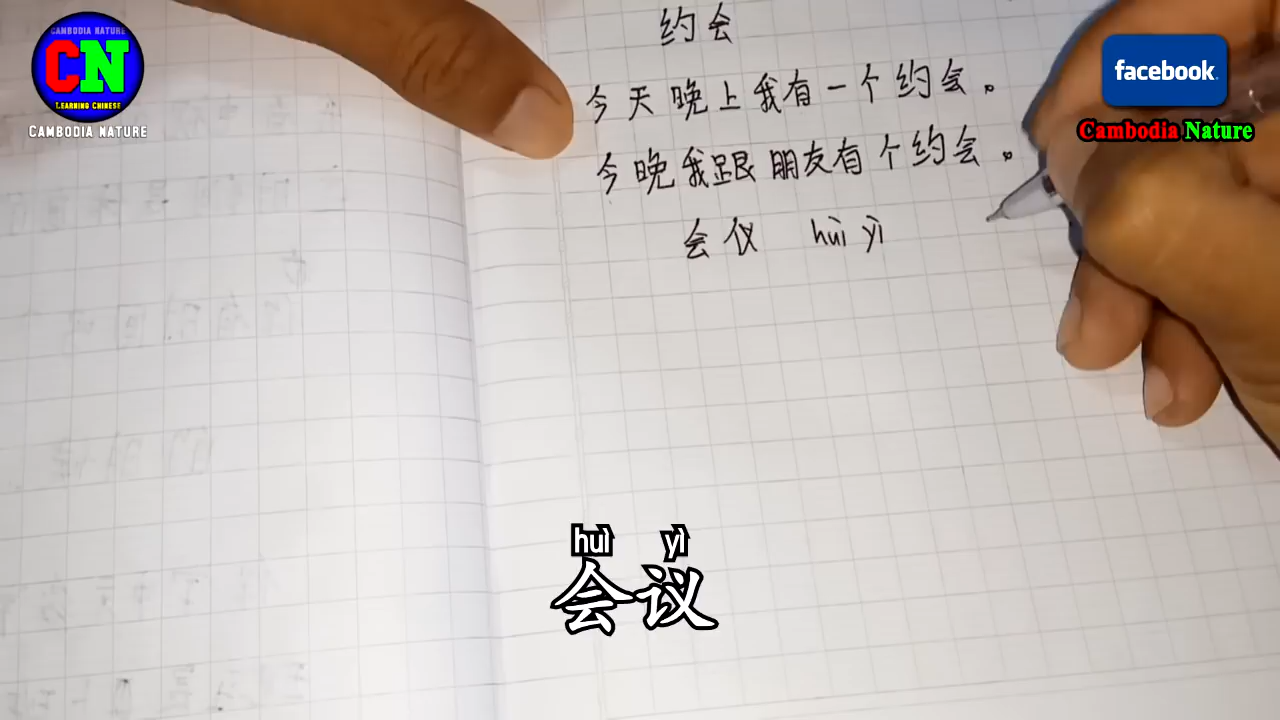 CAMBODIA NATURE
CN
LEARNING CHINESE
CAMBODIA NATURE
facebook
Cambodia Nature
约会
今天晚上我有一个约会。
今晚我跟朋友有个约会。
会仪 huì yì
huì yì
会议